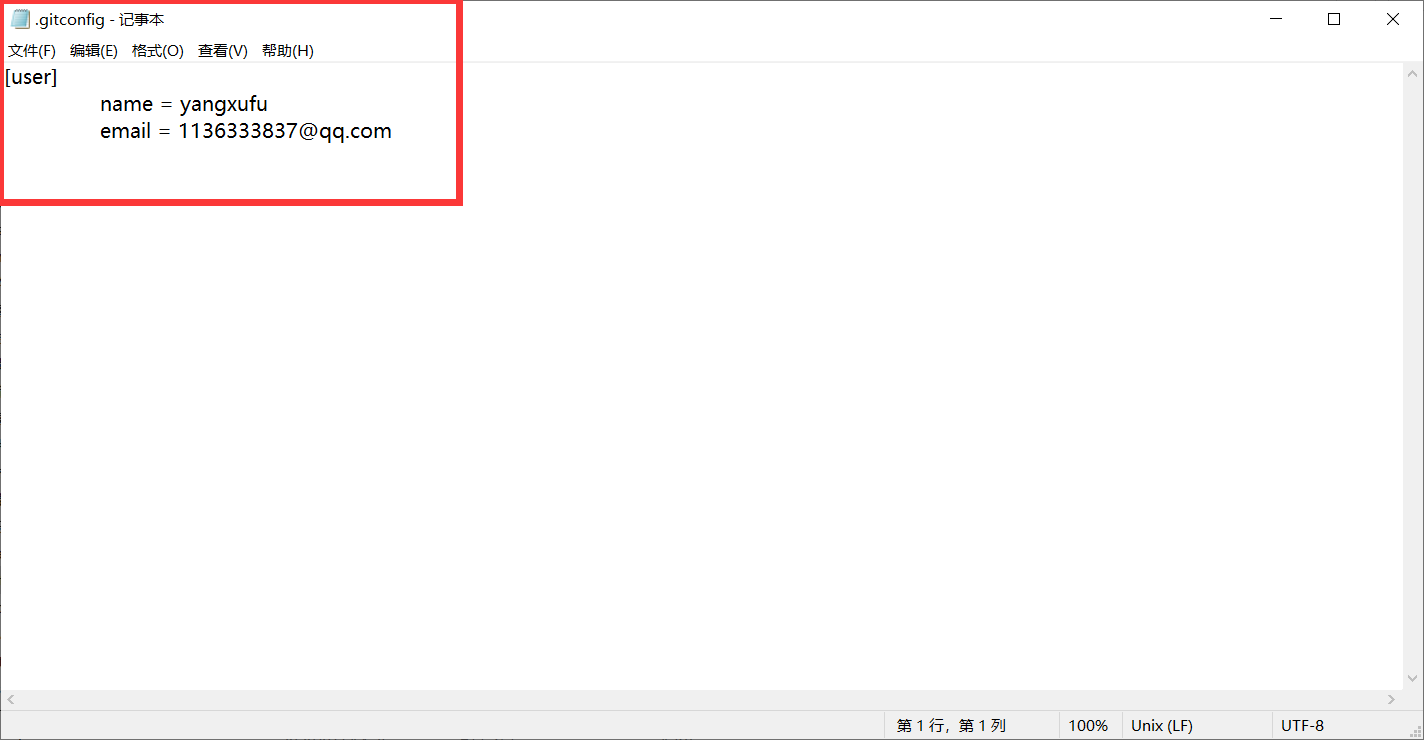 .gitconfig - 记事本
文件(F) 编辑(E) 格式(O) 查看(V) 帮助(H)
[user]
name = yangxufu
email = 1136333837@qq.com
第 1 行，第 1 列 100% Unix (LF) UTF-8